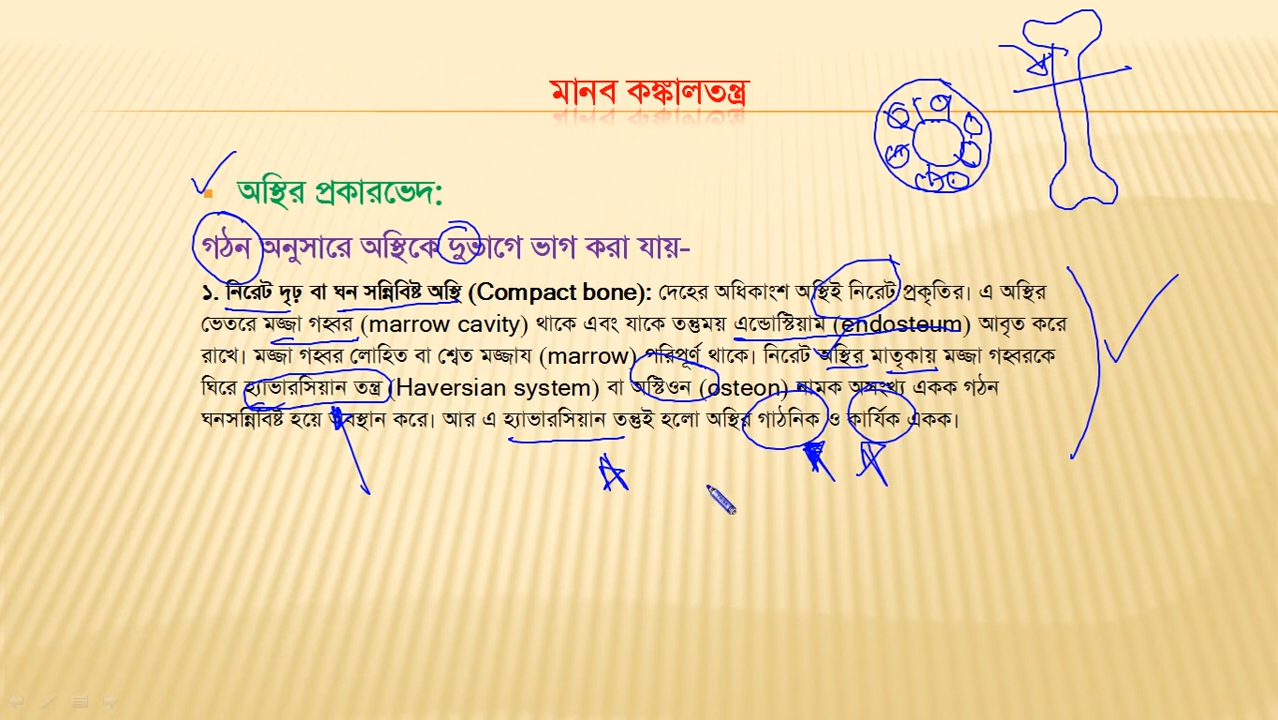 মানব কঙ্কালতন্ত্র
অস্থির প্রকারভেদ:
গঠন অনুসারে অস্থিকে দুভাগে ভাগ করা যায়-
১. নিরেট দৃঢ় বা ঘন সন্নিবিষ্ট অস্থি (Compact bone): দেহের অধিকাংশ অস্থিই নিরেট প্রকৃতির। এ অস্থির
ভেতরে মজ্জা গহ্বর (marrow cavity) থাকে এবং যাকে তন্তুময় এন্ডোস্টিয়াম (endosteum) আবৃত করে
রাখে। মজ্জা গহ্বর লোহিত বা শ্বেত মজ্জায (marrow) পরিপূর্ণ থাকে। নিরেট অস্থির মাতৃকায় মজ্জা গহ্বরকে
ঘিরে হ্যাভারসিয়ান তন্ত্র (Haversian system) বা অস্টিওন (osteon) নামক অসংখ্য একক গঠন
ঘনসন্নিবিষ্ট হয়ে অবস্থান করে। আর এ হ্যাভারসিয়ান তন্তুই হলো অস্থির গাঠনিক ও কার্যিক একক।